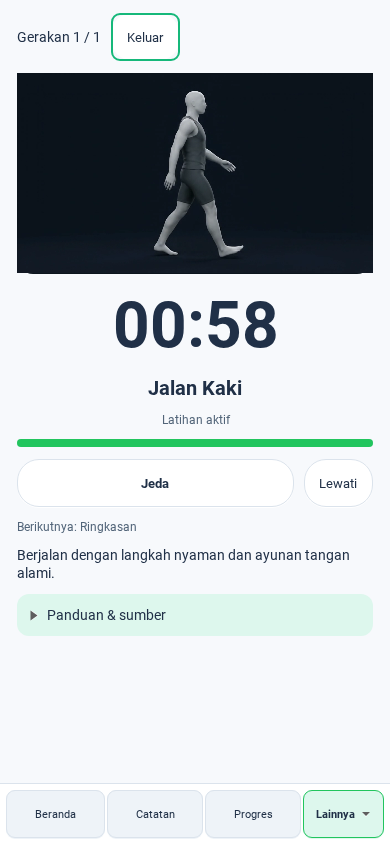 Gerakan 1 / 1
Keluar
00:58
Jalan Kaki
Latihan aktif
Jeda
Lewati
Berikutnya: Ringkasan
Berjalan dengan langkah nyaman dan ayunan tangan
alami.
Panduan & sumber
Beranda
Catatan
Progres
Lainnya